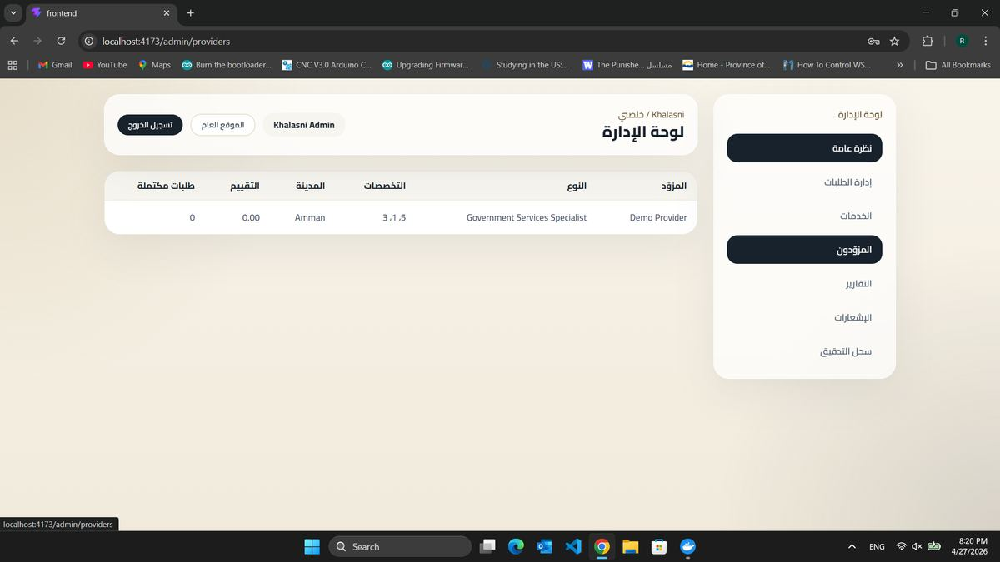 frontend
localhost:4173/admin/providers
Gmail
YouTube
Maps
Burn the bootloader...
CNC V3.0 Arduino C...
Upgrading Firmwar...
Studying in the US:...
The Punishe... مسلسل
Home - Province of...
How To Control WS...
»
All Bookmarks
R
Khalasni / خلصني
لوحة الإدارة
Khalasni Admin
الموقع العام
تسجيل الخروج
المزوّد النوع التخصصات المدينة التقييم طلبات مكتملة
Demo Provider Government Services Specialist 5، 1، 3 Amman 0.00 0
لوحة الإدارة
نظرة عامة
إدارة الطلبات
الخدمات
المزوّدون
التقارير
الإشعارات
سجل التدقيق
localhost:4173/admin/providers
Search
ENG
8:20 PM
4/27/2026